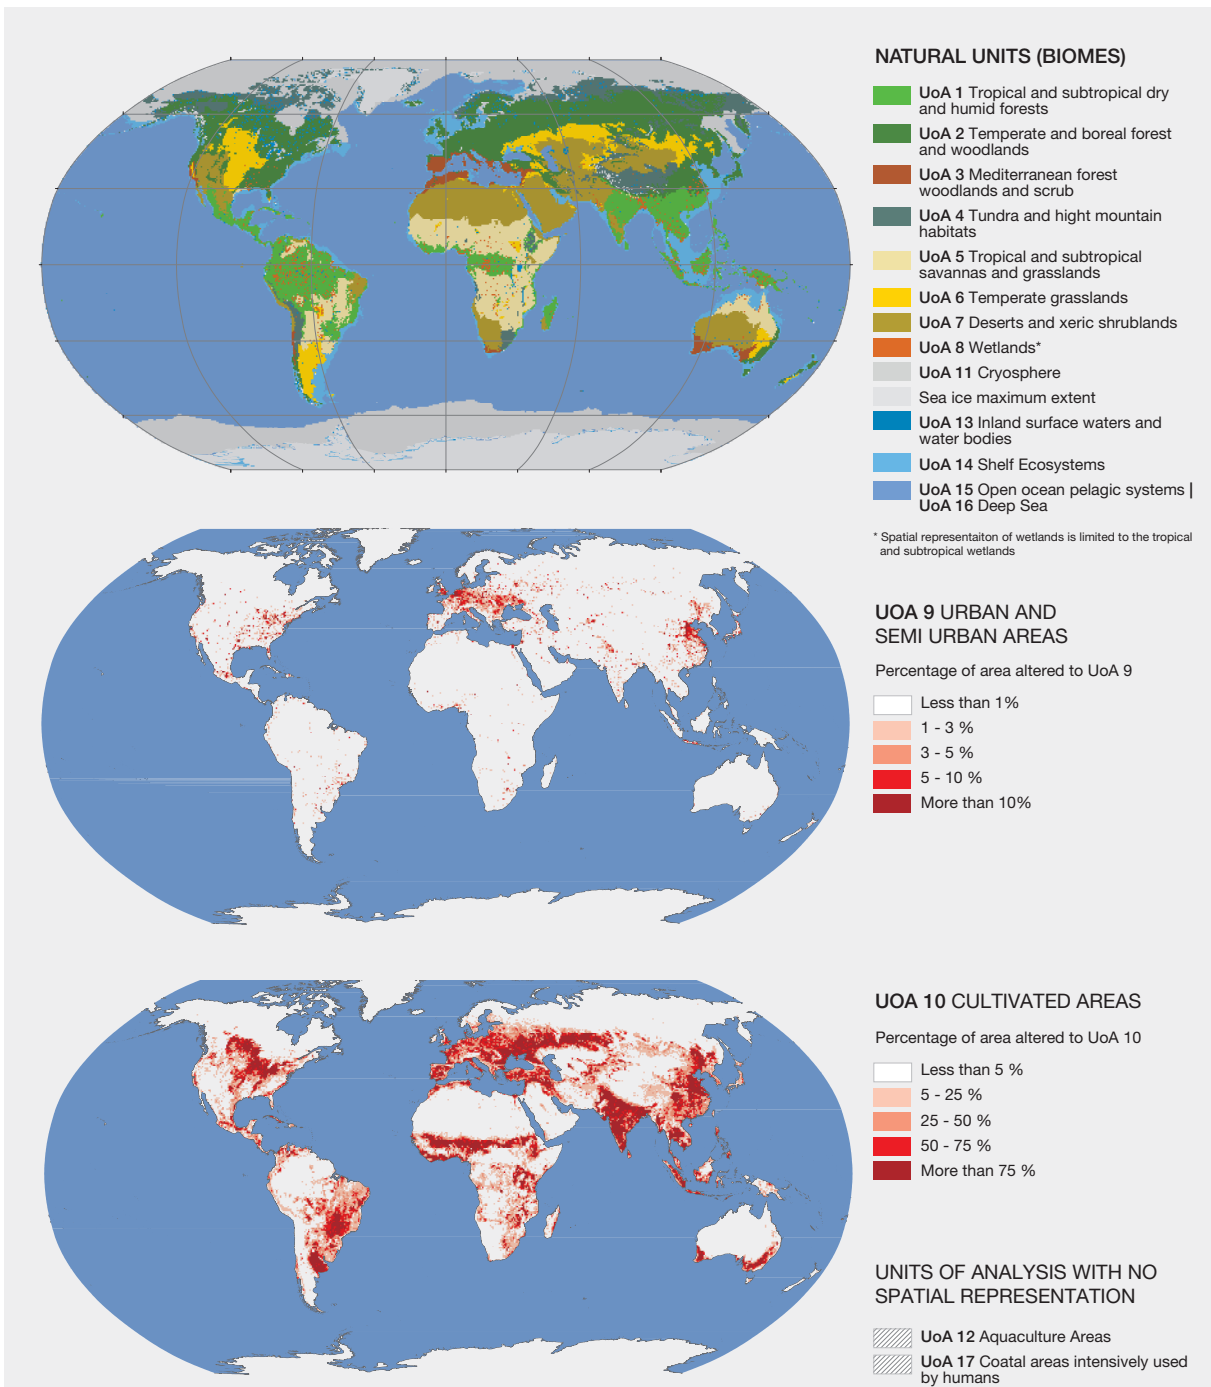 NATURAL UNITS (BIOMES)
UoA 1 Tropical and subtropical dry
and humid forests
UoA 2 Temperate and boreal forest
and woodlands
UoA 3 Mediterranean forest
woodlands and scrub
UoA 4 Tundra and hight mountain
habitats
UoA 5 Tropical and subtropical
savannas and grasslands
UoA 6 Temperate grasslands
UoA 7 Deserts and xeric shrublands
UoA 8 Wetlands*
UoA 11 Cryosphere
Sea ice maximum extent
UoA 13 Inland surface waters and
water bodies
UoA 14 Shelf Ecosystems
UoA 15 Open ocean pelagic systems |
UoA 16 Deep Sea
* Spatial representaiton of wetlands is limited to the tropical
and subtropical wetlands
UOA 9 URBAN AND
SEMI URBAN AREAS
Percentage of area altered to UoA 9
Less than 1%
1 - 3 %
3 - 5 %
5 - 10 %
More than 10%
UOA 10 CULTIVATED AREAS
Percentage of area altered to UoA 10
Less than 5 %
5 - 25 %
25 - 50 %
50 - 75 %
More than 75 %
UNITS OF ANALYSIS WITH NO
SPATIAL REPRESENTATION
UoA 12 Aquaculture Areas
UoA 17 Coatal areas intensively used
by humans